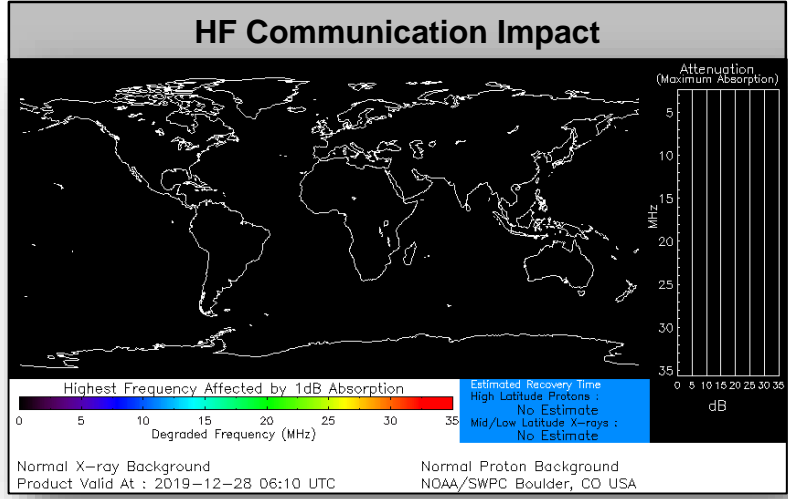 HF Communication Impact
Attenuation
(Maximum Absorption)
5
10
15
20
25
30
35
MHz
0 5 10 15 20 25 30 35
dB
Highest Frequency Affected by 1dB Absorption
0 5 10 15 20 25 30 35
Degraded Frequency (MHz)
Estimated Recovery Time
High Latitude Protons :
No Estimate
Mid/Low Latitude X-rays :
No Estimate
Normal X-ray Background
Normal Proton Background
Product Valid At : 2019-12-28 06:10 UTC
NOAA/SWPC Boulder, CO USA